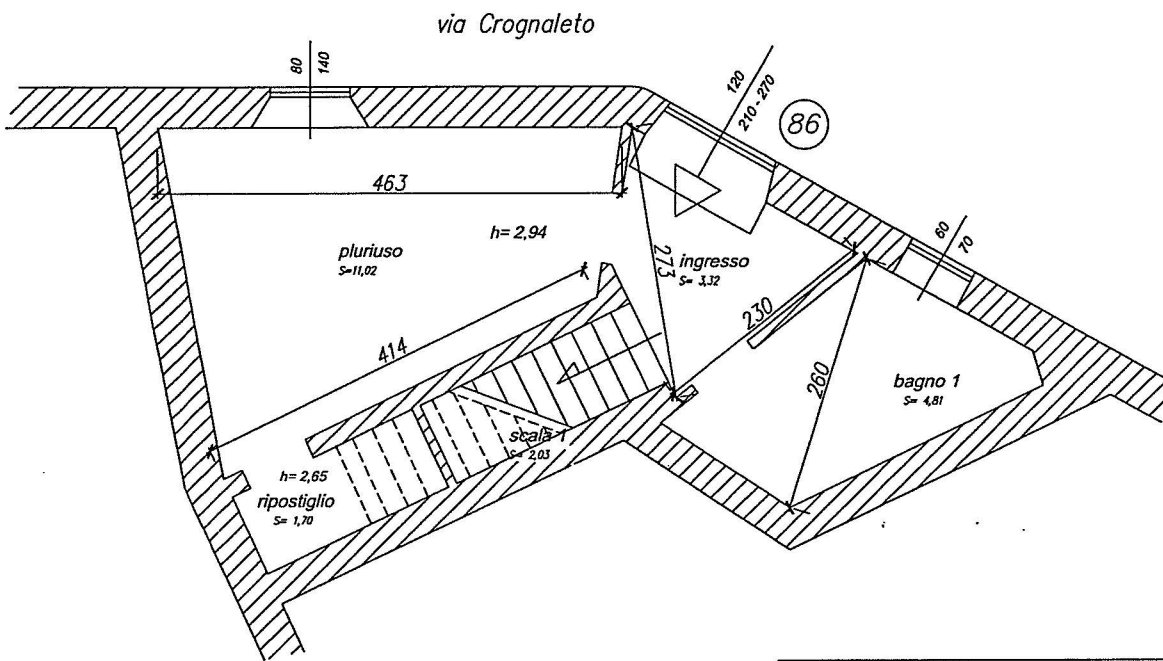 via Crognaleto
80
140
120
210 - 270
86
463
h= 2,94
pluriuso
S=11,02
273
ingresso
S= 3,32
60
70
230
414
260
bagno 1
S= 4,81
scala 1
S= 2,03
h= 2,65
ripostiglio
S= 1,70